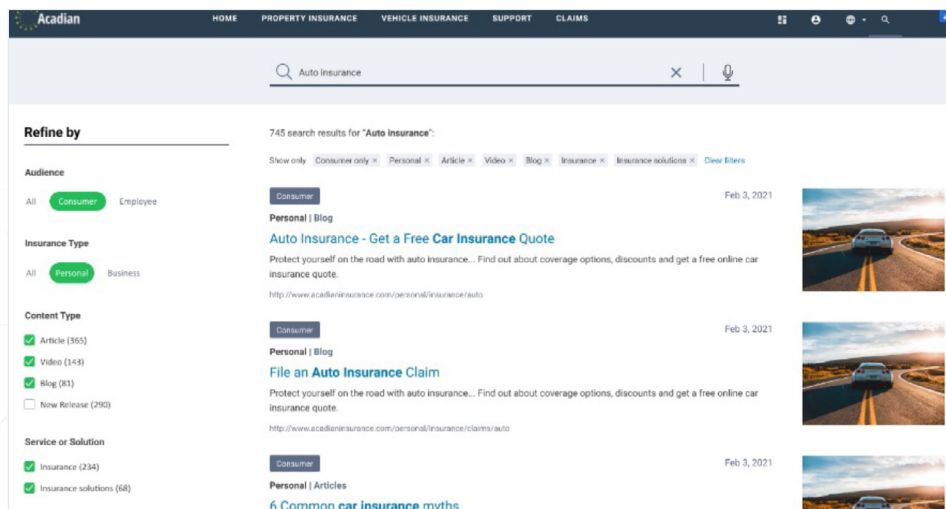 Acadian
HOME PROPERTY INSURANCE VEHICLE INSURANCE SUPPORT CLAIMS
Auto insurance
Refine by
Audience
All Consumer Employee
Insurance Type
All Personal Business
Content Type
Article (365)
Video (143)
Blog (81)
New Release (290)
Service or Solution
Insurance (234)
Insurance solutions (68)
745 search results for "Auto insurance":
Show only Consumer only × Personal × Article × Video × Blog × Insurance × Insurance solutions × Clear filters
Consumer Feb 3, 2021
Personal | Blog
Auto Insurance - Get a Free Car Insurance Quote
Protect yourself on the road with auto insurance... Find out about coverage options, discounts and get a free online car
insurance quote.
http://www.acadianinsurance.com/personal/insurance/auto
Consumer Feb 3, 2021
Personal | Blog
File an Auto Insurance Claim
Protect yourself on the road with auto insurance... Find out about coverage options, discounts and get a free online car
insurance quote.
http://www.acadianinsurance.com/personal/insurance/claims/auto
Consumer Feb 3, 2021
Personal | Articles
6 Common car insurance myths